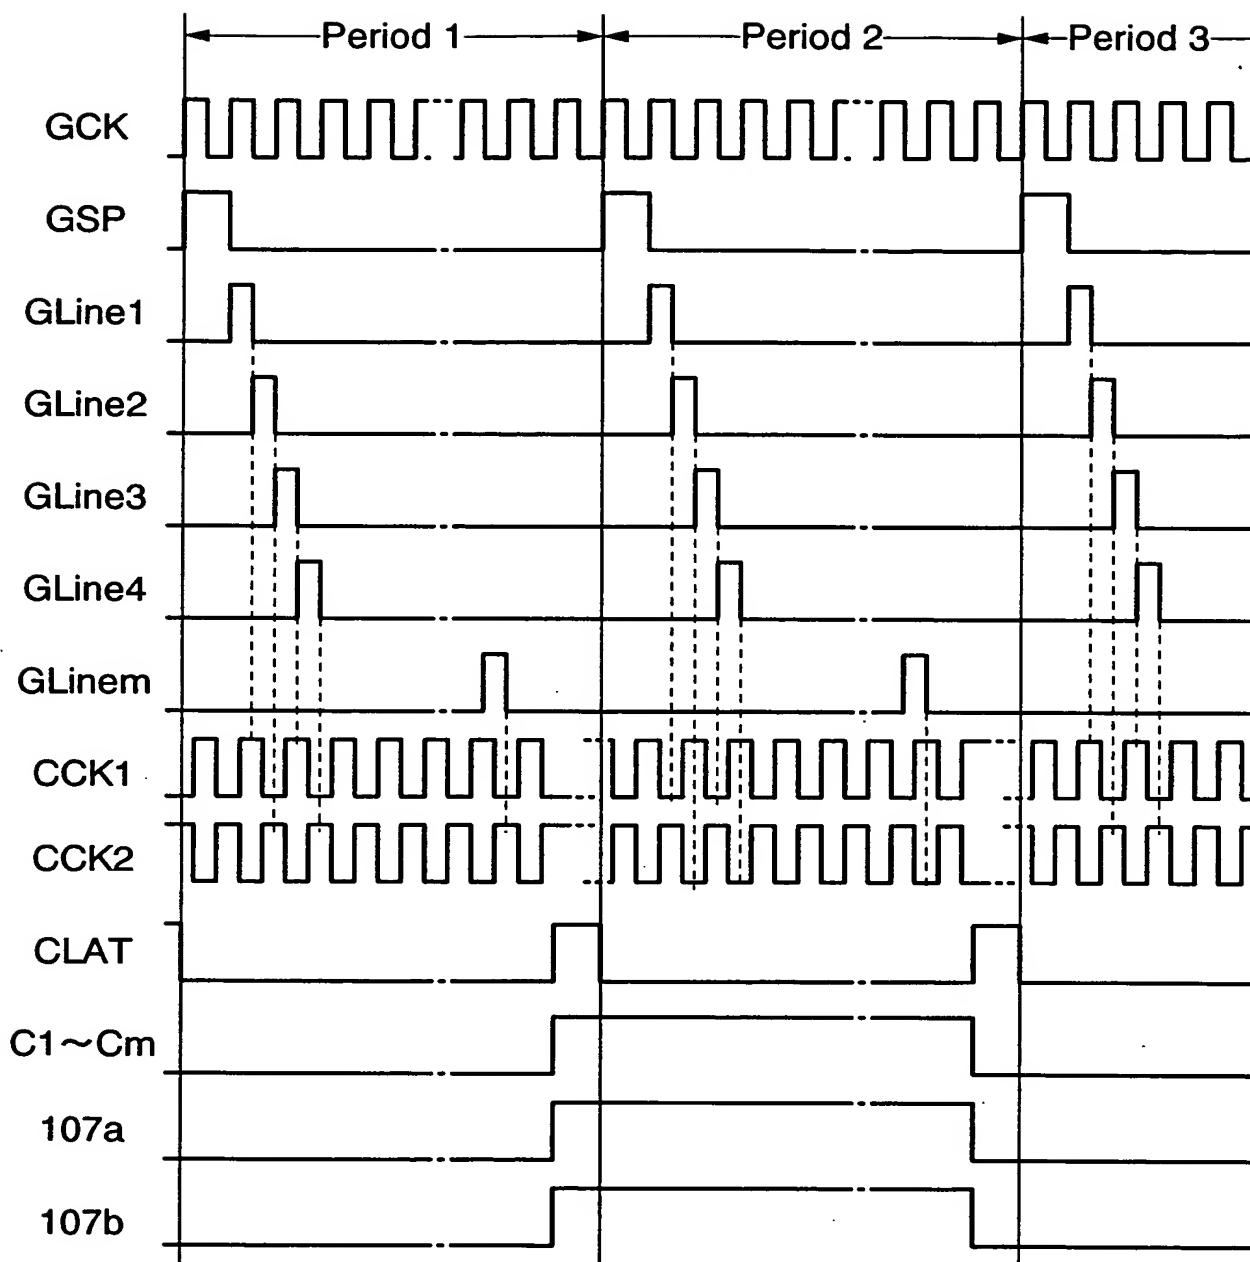 Period 1 Period 2 Period 3
GCK
GSP
GLine1
GLine2
GLine3
GLine4
GLinem
CCK1
CCK2
CLAT
C1～Cm
107a
107b